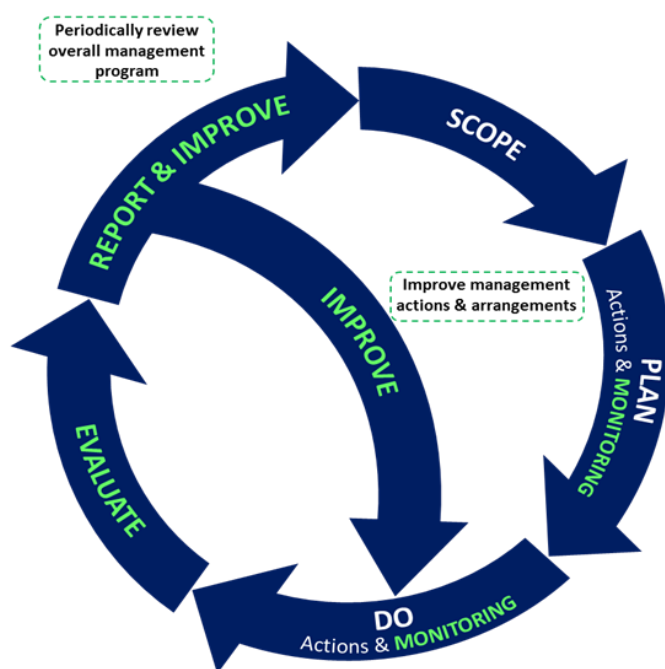 Periodically review
overall management
program
REPORT & IMPROVE
SCOPE
IMPROVE
Improve management
actions & arrangements
PLAN
Actions & MONITORING
EVALUATE
DO
Actions & MONITORING